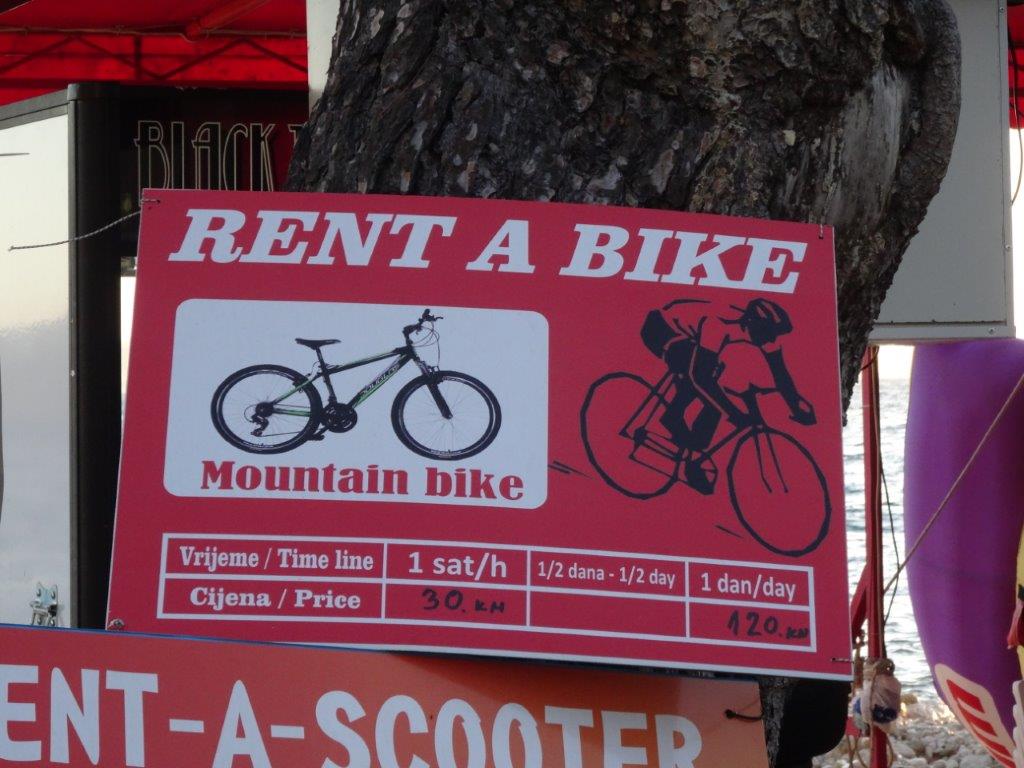 BLACK
RENT A BIKE
Mountain bike
Vrijeme / Time line 1 sat/h 1/2 dana - 1/2 day 1 dan/day
Cijena / Price 30. KN 120. KN
ENT-A-SCOOTER